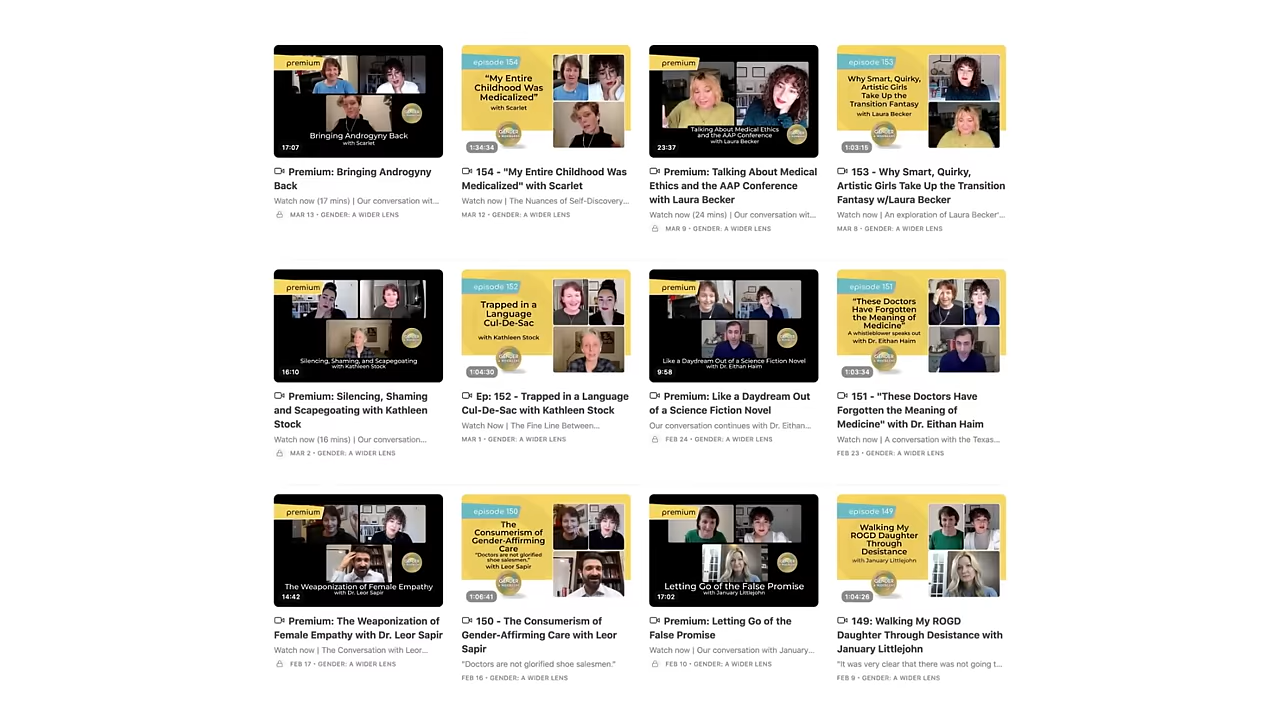 premium
Bringing Androgyny Back
with Scarlet
17:07
Premium: Bringing Androgyny
Back
Watch now (17 mins) | Our conversation wit...
MAR 13 • GENDER: A WIDER LENS
episode 154
"My Entire
Childhood Was
Medicalized"
with Scarlet
GENDER
1:34:34
154 - "My Entire Childhood Was
Medicalized" with Scarlet
Watch now | The Nuances of Self-Discovery...
MAR 12 • GENDER: A WIDER LENS
premium
Talking About Medical Ethics
and the AAP Conference
with Laura Becker
23:37
Premium: Talking About Medical
Ethics and the AAP Conference
with Laura Becker
Watch now (24 mins) | Our conversation wit...
MAR 9 • GENDER: A WIDER LENS
episode 153
Why Smart, Quirky,
Artistic Girls
Take Up the
Transition Fantasy
with Laura Becker
GENDER
1:03:15
153 - Why Smart, Quirky,
Artistic Girls Take Up the Transition
Fantasy w/Laura Becker
Watch now | An exploration of Laura Becker'...
MAR 8 • GENDER: A WIDER LENS
premium
Silencing, Shaming, and Scapegoating
with Kathleen Stock
16:10
Premium: Silencing, Shaming
and Scapegoating with Kathleen
Stock
Watch now (16 mins) | Our conversation...
MAR 2 • GENDER: A WIDER LENS
episode 152
Trapped in a
Language
Cul-De-Sac
with Kathleen Stock
GENDER
1:04:30
Ep: 152 - Trapped in a Language
Cul-De-Sac with Kathleen Stock
Watch Now | The Fine Line Between...
MAR 1 • GENDER: A WIDER LENS
premium
Like a Daydream Out of a Science Fiction Novel
with Dr. Eithan Haim
9:58
Premium: Like a Daydream Out
of a Science Fiction Novel
Our conversation continues with Dr. Eithan...
FEB 24 • GENDER: A WIDER LENS
episode 151
"These Doctors
Have Forgotten
the Meaning of
Medicine"
A whistleblower speaks out
with Dr. Eithan Haim
GENDER
1:03:34
151 - "These Doctors Have
Forgotten the Meaning of
Medicine" with Dr. Eithan Haim
Watch now | A conversation with the Texas...
FEB 23 • GENDER: A WIDER LENS
premium
The Weaponization of Female Empathy
with Dr. Leor Sapir
14:42
Premium: The Weaponization of
Female Empathy with Dr. Leor Sapir
Watch now | The Conversation with Leor...
FEB 17 • GENDER: A WIDER LENS
episode 150
The
Consumerism of
Gender-Affirming
Care
"Doctors are not glorified
shoe salesmen."
with Leor Sapir
GENDER
1:06:41
150 - The Consumerism of
Gender-Affirming Care with Leor
Sapir
"Doctors are not glorified shoe salesmen."
FEB 16 • GENDER: A WIDER LENS
premium
Letting Go of the False Promise
with January Littlejohn
17:02
Premium: Letting Go of the
False Promise
Watch now | Our conversation with January...
FEB 10 • GENDER: A WIDER LENS
episode 149
Walking My
ROGD Daughter
Through
Desistance
with January Littlejohn
GENDER
1:04:26
149: Walking My ROGD
Daughter Through Desistance with
January Littlejohn
"It was very clear that there was not going t...
FEB 9 • GENDER: A WIDER LENS